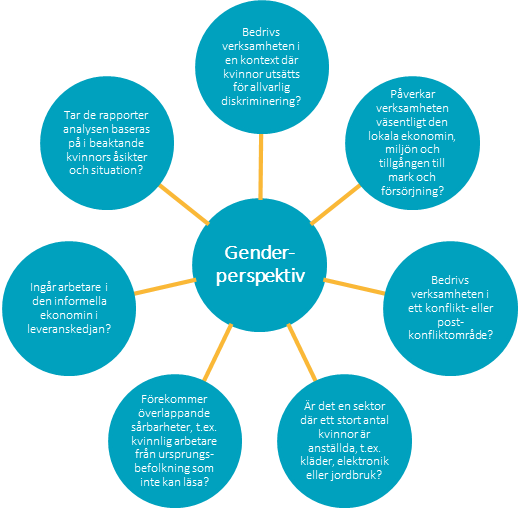 Bedrivs
verksamheten i
en kontext där
kvinnor utsätts
för allvarlig
diskriminering?
Påverkar
verksamheten
väsentligt den
lokala ekonomin,
miljön och
tillgången till
mark och
försörjning?
Bedrivs
verksamheten i
ett konflikt- eller
post-
konfliktområde?
Är det en sektor
där ett stort antal
kvinnor är
anställda, t.ex.
kläder, elektronik
eller jordbruk?
Förekommer
överlappande
sårbarheter, t.ex.
kvinnlig arbetare
från ursprungs-
befolkning som
inte kan läsa?
Ingår arbetare i
den informella
ekonomin i
leveranskedjan?
Tar de rapporter
analysen baseras
på i beaktande
kvinnors åsikter
och situation?
Gender-
perspektiv